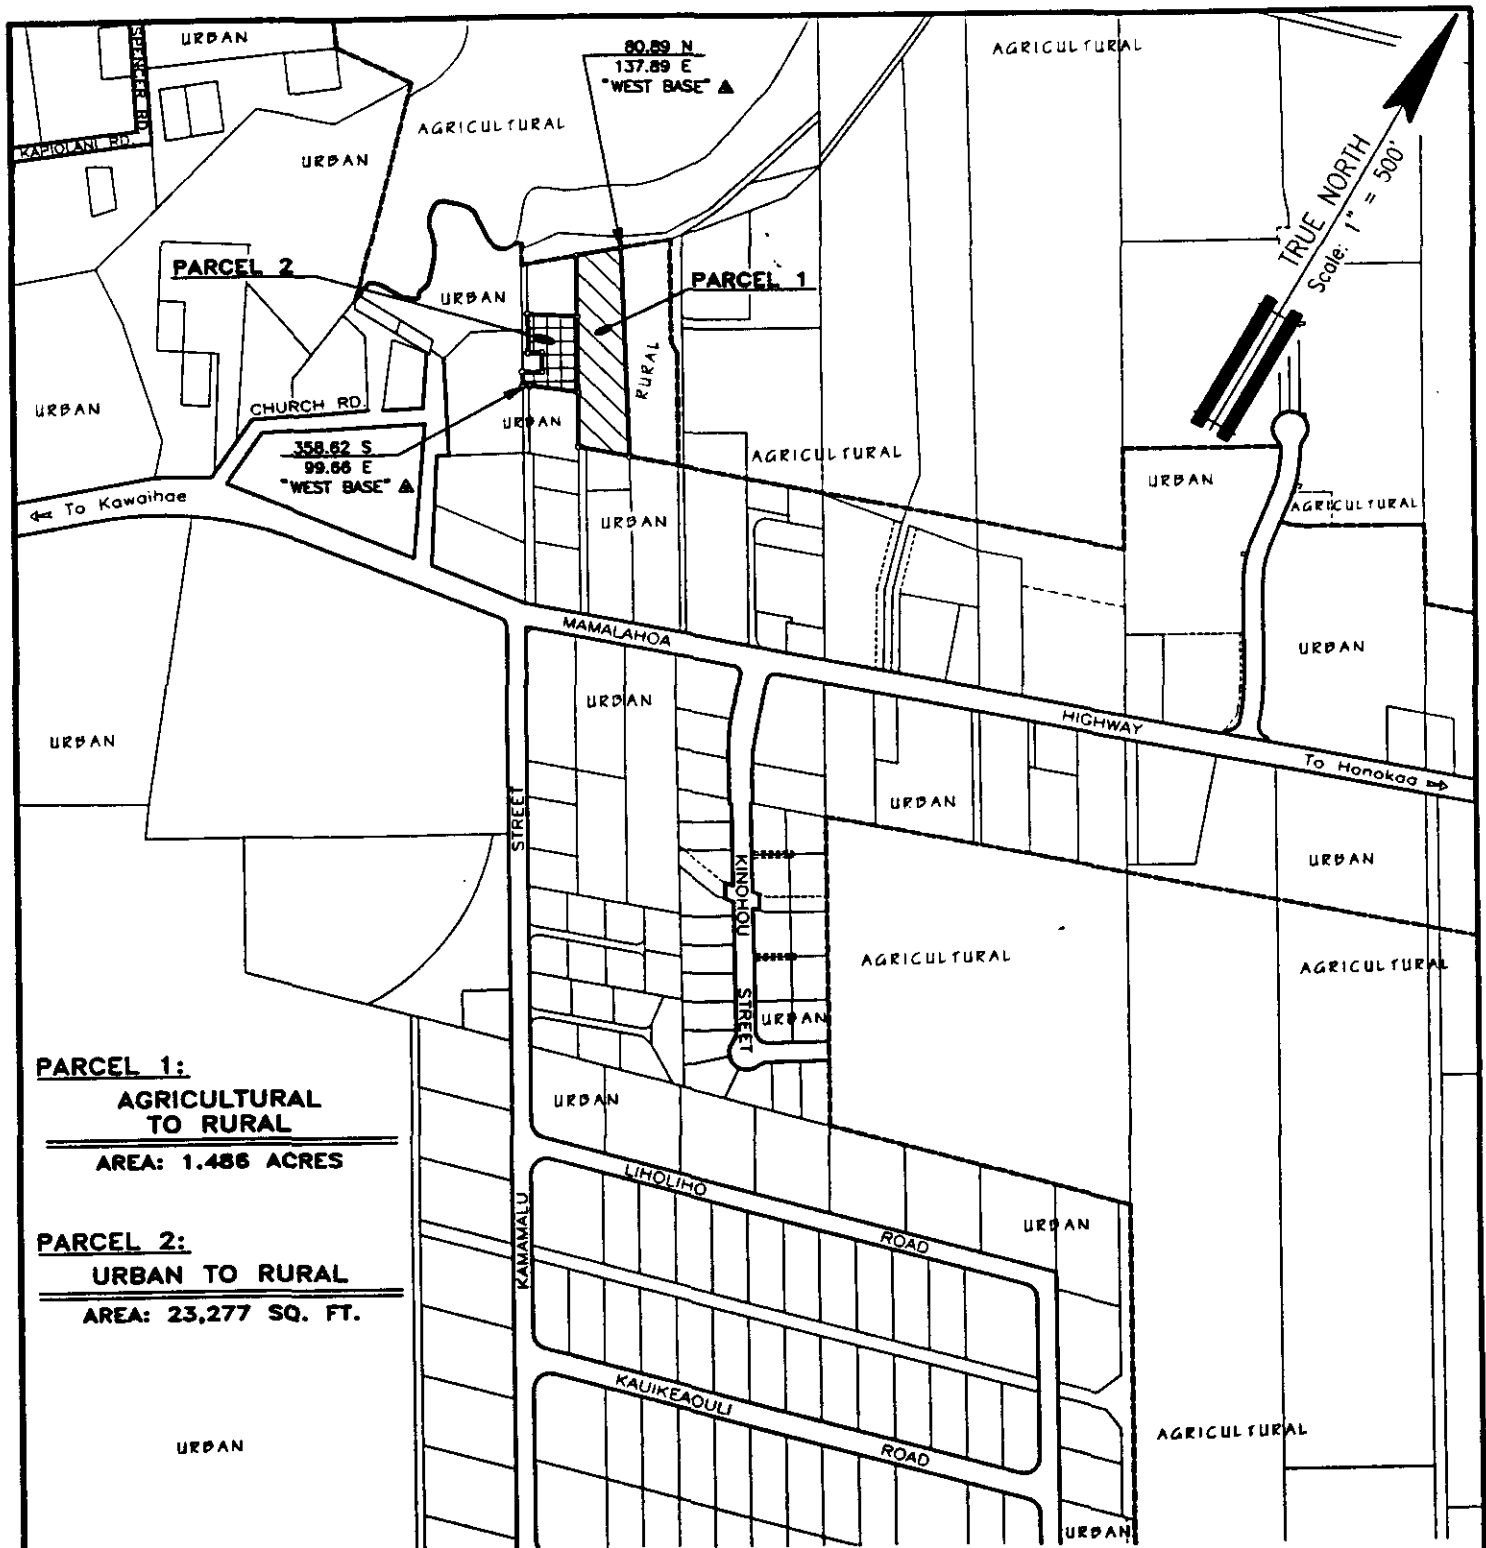 URBAN
SPENCER RD.
KAPIOLANI RD.
URBAN
AGRICULTURAL
80.89 N
137.89 E
"WEST BASE"
AGRICULTURAL
TRUE NORTH
Scale: 1" = 500'
PARCEL 2
URBAN
PARCEL 1
RURAL
URBAN
CHURCH RD.
URBAN
358.62 S
99.66 E
"WEST BASE"
To Kawaihae
AGRICULTURAL
URBAN
AGRICULTURAL
URBAN
MAMALAHOA
HIGHWAY
To Honokaa
URBAN
URBAN
URBAN
URBAN
URBAN
STREET
KAMAMALU
KINOHOU
STREET
URBAN
AGRICULTURAL
AGRICULTURAL
PARCEL 1:
AGRICULTURAL
TO RURAL
AREA: 1.486 ACRES
PARCEL 2:
URBAN TO RURAL
AREA: 23,277 SQ. FT.
URBAN
URBAN
LIHOLIHO
ROAD
URBAN
KAUIKEAOULI
ROAD
AGRICULTURAL
URBAN